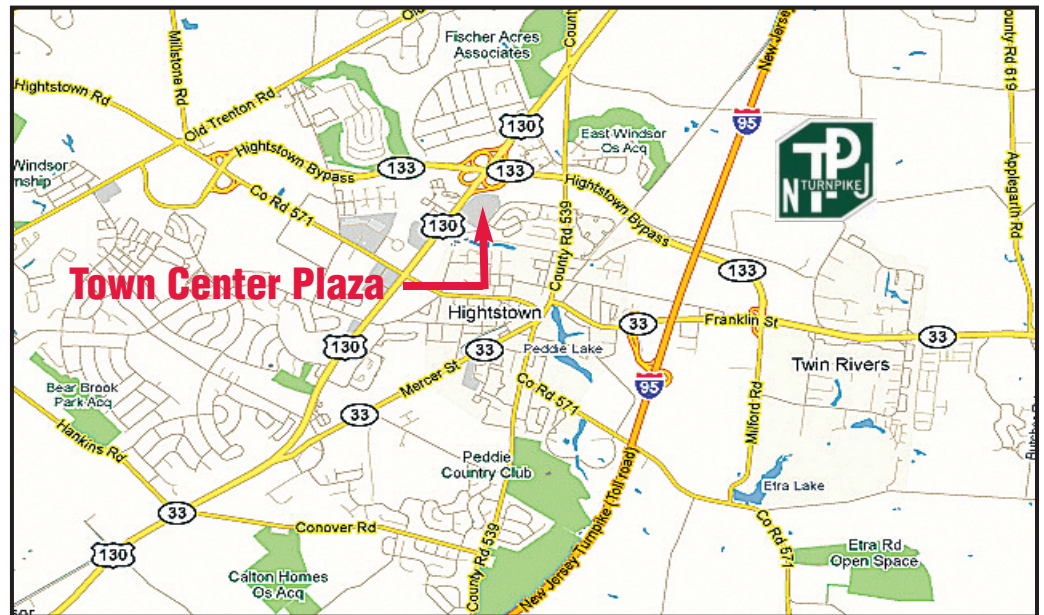 Old
County
New Jersey
County Rd 619
Millstone Rd
Fischer Acres
Associates
Hightstown Rd
Old Trenton Rd
130
95
East Windsor
Os Acq
TP
N TURNPIKE J
Windsor
Hightstown Bypass
133
133
Hightstown
Bypass
Applegarth Rd
Co Rd 571
130
County Rd 539
133
Town Center Plaza
Hightstown
33
Franklin St
33
130
33
Peddie Lake
Twin Rivers
Mercer St
95
Bear Brook
Park Acq
Co Rd 571
Milford Rd
33
Hankins Rd
Peddie
Country Club
Etra Lake
33
Conover Rd
County Rd 539
New Jersey Turnpike (Toll road)
Co Rd 571
130
Etra Rd
Open Space
Calton Homes
Os Acq